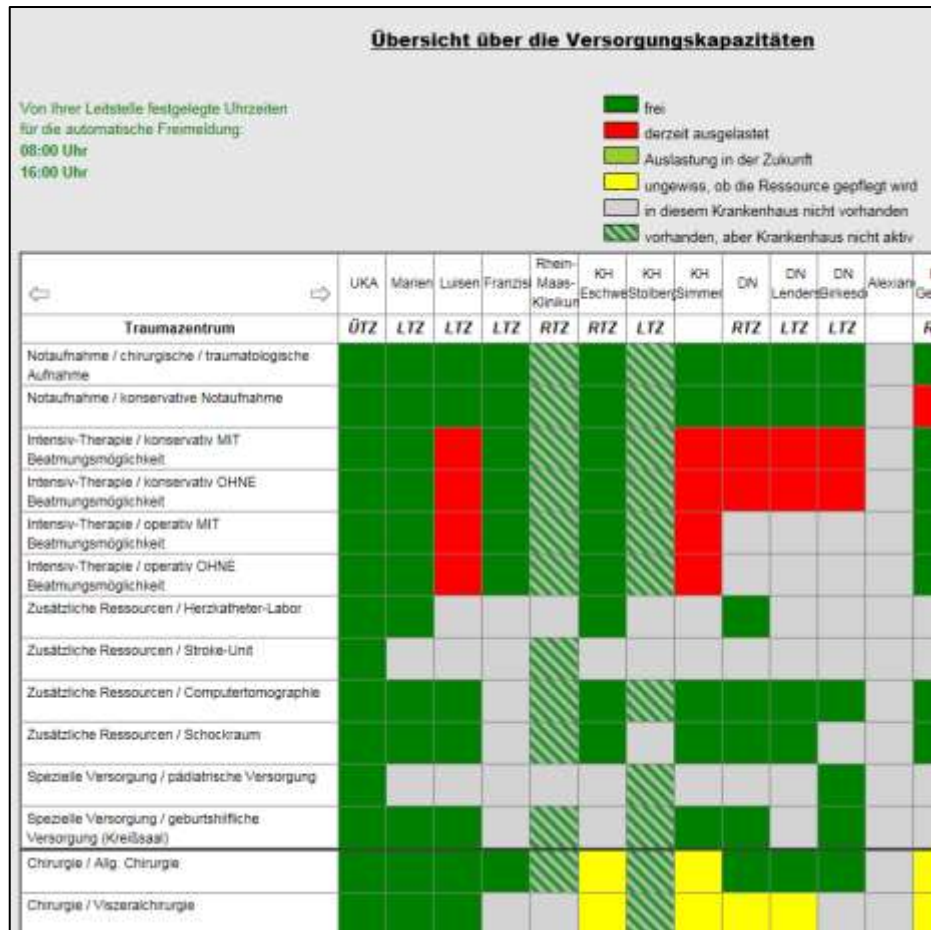 Übersicht über die Versorgungskapazitäten
Von Ihrer Leitstelle festgelegte Uhrzeiten
für die automatische Freimeldung:
08:00 Uhr
16:00 Uhr
frei
derzeit ausgelastet
Auslastung in der Zukunft
ungewiss, ob die Ressource gepflegt wird
in diesem Krankenhaus nicht vorhanden
vorhanden, aber Krankenhaus nicht aktiv
UKA Marien Luisen Franzisl Rhein-Maas-Klinikum KH Eschwe KH Stolberg KH Simmer DN DN Lenders DN Birkesd Alexian Ge
Traumazentrum ÜTZ LTZ LTZ LTZ RTZ RTZ LTZ RTZ LTZ LTZ R
Notaufnahme / chirurgische / traumatologische
Aufnahme
Notaufnahme / konservative Notaufnahme
Intensiv-Therapie / konservativ MIT
Beatmungsmöglichkeit
Intensiv-Therapie / konservativ OHNE
Beatmungsmöglichkeit
Intensiv-Therapie / operativ MIT
Beatmungsmöglichkeit
Intensiv-Therapie / operativ OHNE
Beatmungsmöglichkeit
Zusätzliche Ressourcen / Herzkatheter-Labor
Zusätzliche Ressourcen / Stroke-Unit
Zusätzliche Ressourcen / Computertomographie
Zusätzliche Ressourcen / Schockraum
Spezielle Versorgung / pädiatrische Versorgung
Spezielle Versorgung / geburtshilfliche
Versorgung (Kreißsaal)
Chirurgie / Allg. Chirurgie
Chirurgie / Viszeralchirurgie